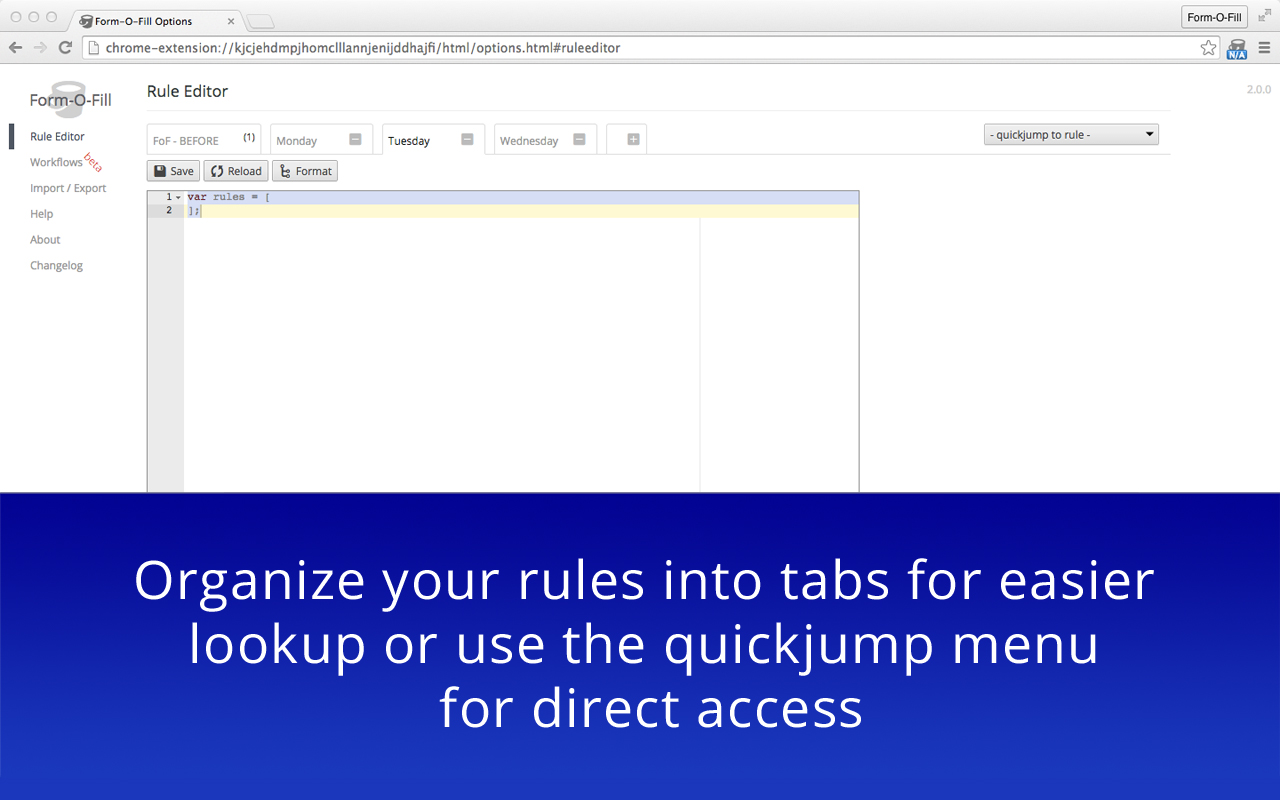 Form-O-Fill Options
Form-O-Fill
chrome-extension://kjcjehdmpjhomclllannjenijddhajfi/html/options.html#ruleeditor
N/A
Form-O-Fill
Rule Editor
2.0.0
Rule Editor
Workflows beta
Import / Export
Help
About
Changelog
FoF - BEFORE (1)
Monday
Tuesday
Wednesday
- quickjump to rule -
Save
Reload
Format
1 var rules = [
2 ];
Organize your rules into tabs for easier
lookup or use the quickjump menu
for direct access